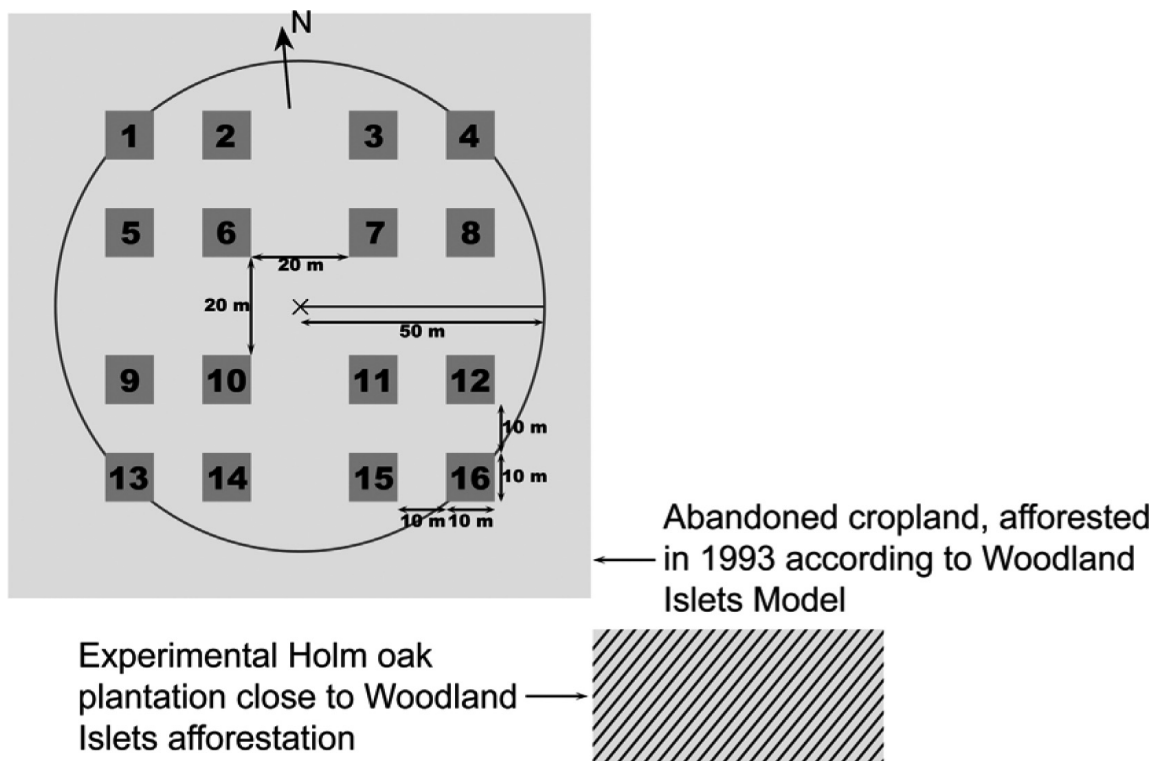 N
1 2 3 4
5 6 7 8
20 m
20 m
50 m
9 10 11 12
10 m
13 14 15 16
10 m
10 m 10 m
Abandoned cropland, afforested
in 1993 according to Woodland
Islets Model
Experimental Holm oak
plantation close to Woodland
Islets afforestation